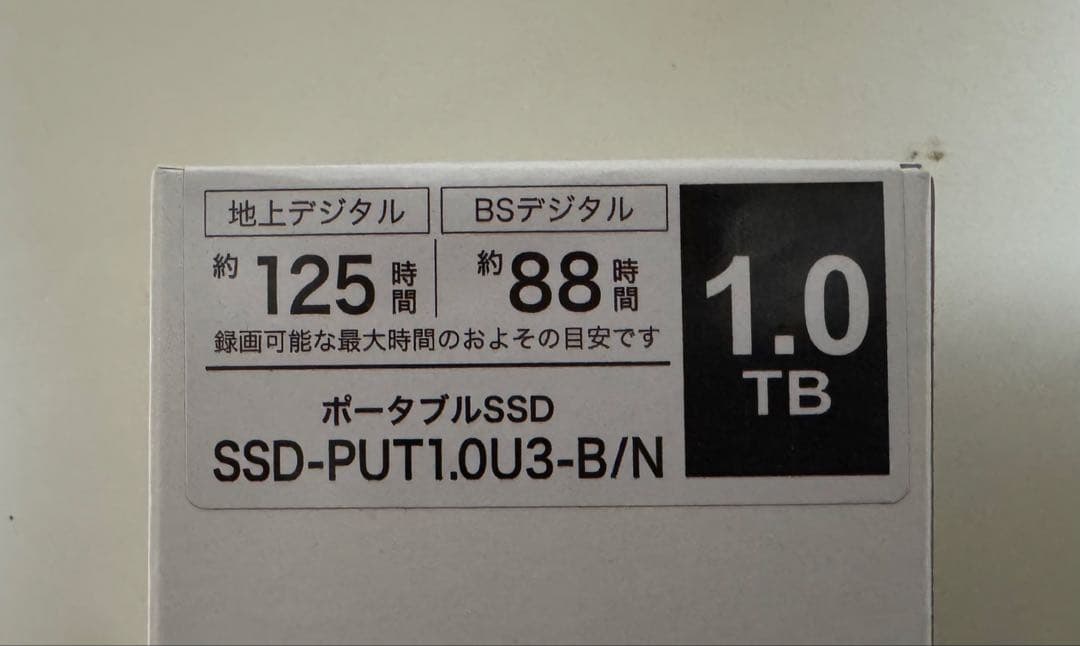 地上デジタル
BSデジタル
約125時間
約88時間
録画可能な最大時間のおよその目安です
ポータブルSSD
SSD-PUT1.0U3-B/N
1.0
TB